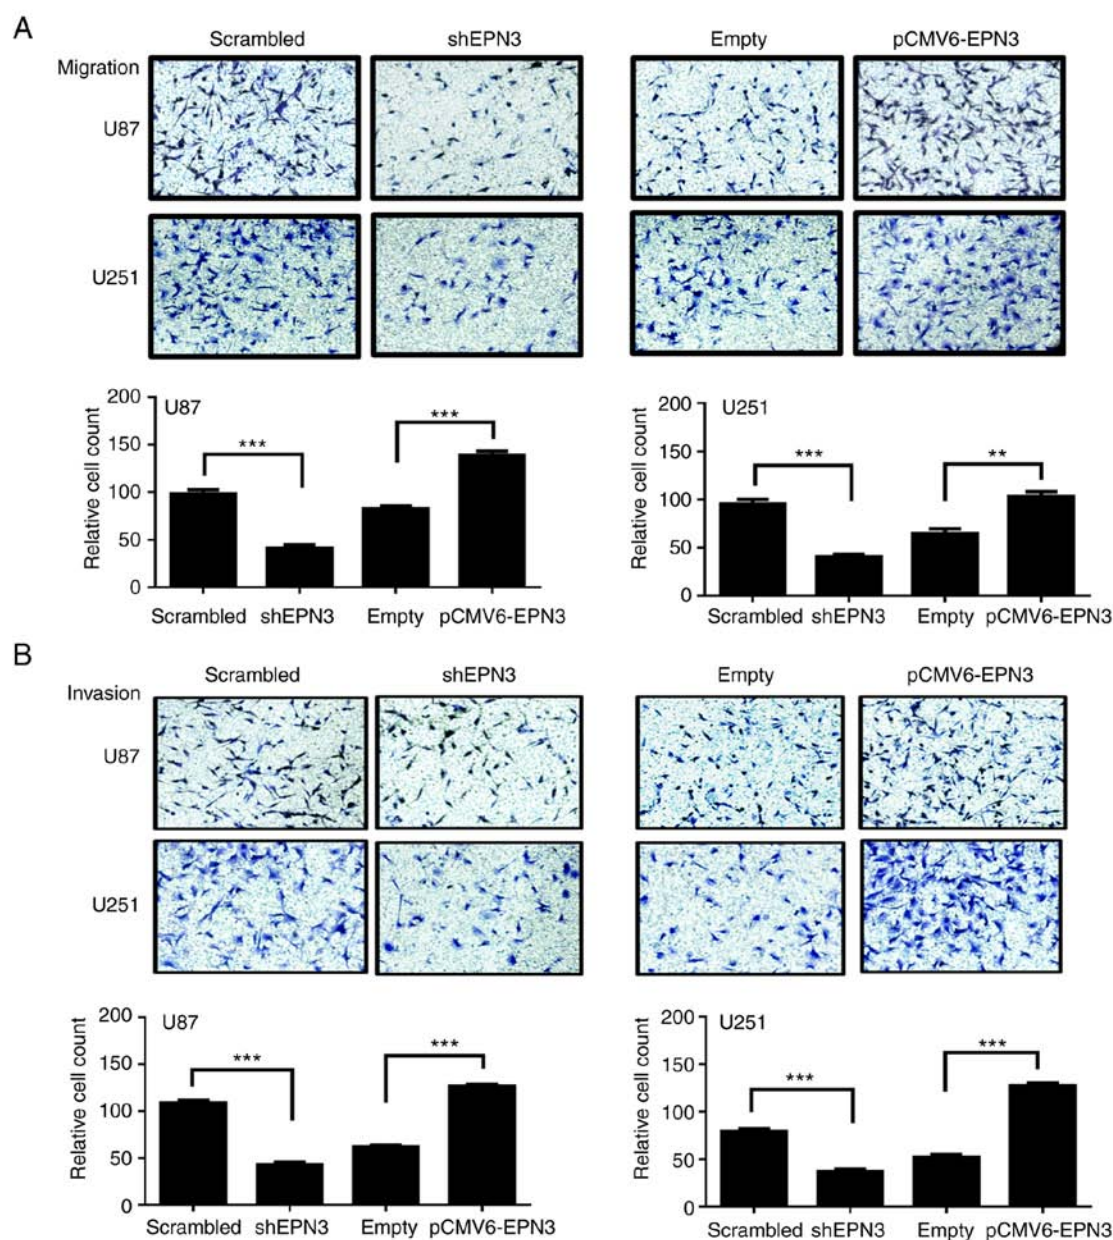 A
Scrambled shEPN3 Empty pCMV6-EPN3
Migration
U87
U251
200
150
100
50
0
Relative cell count
U87
***
***
Scrambled shEPN3 Empty pCMV6-EPN3
200
150
100
50
0
Relative cell count
U251
***
**
Scrambled shEPN3 Empty pCMV6-EPN3
B
Scrambled shEPN3 Empty pCMV6-EPN3
Invasion
U87
U251
200
150
100
50
0
Relative cell count
U87
***
***
Scrambled shEPN3 Empty pCMV6-EPN3
200
150
100
50
0
Relative cell count
U251
***
***
Scrambled shEPN3 Empty pCMV6-EPN3